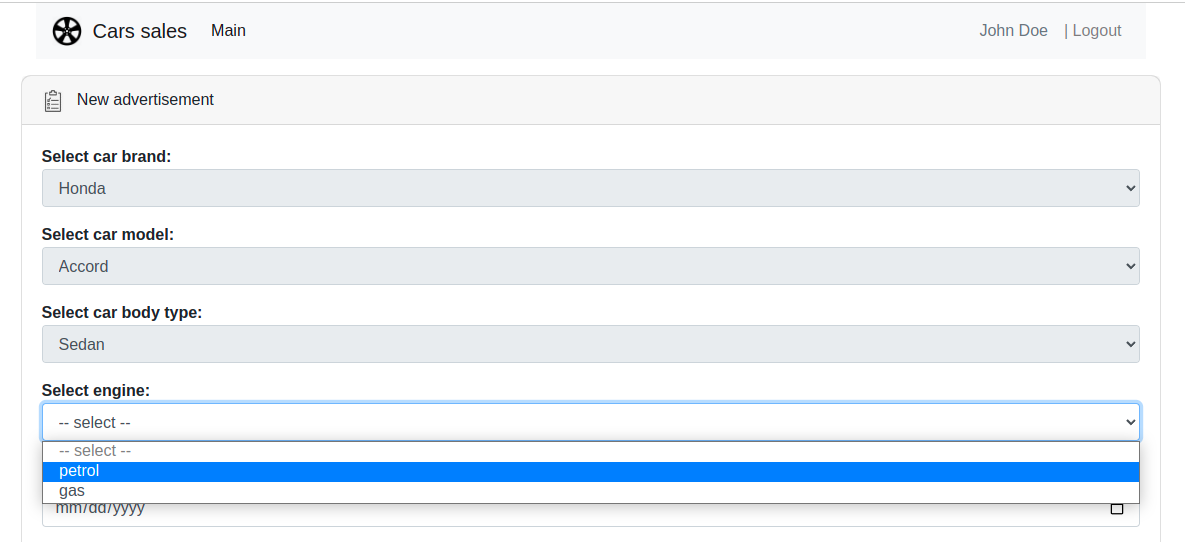 Cars sales Main John Doe | Logout
New advertisement
Select car brand:
Honda
Select car model:
Accord
Select car body type:
Sedan
Select engine:
-- select --
-- select --
petrol
gas
mm/dd/yyyy